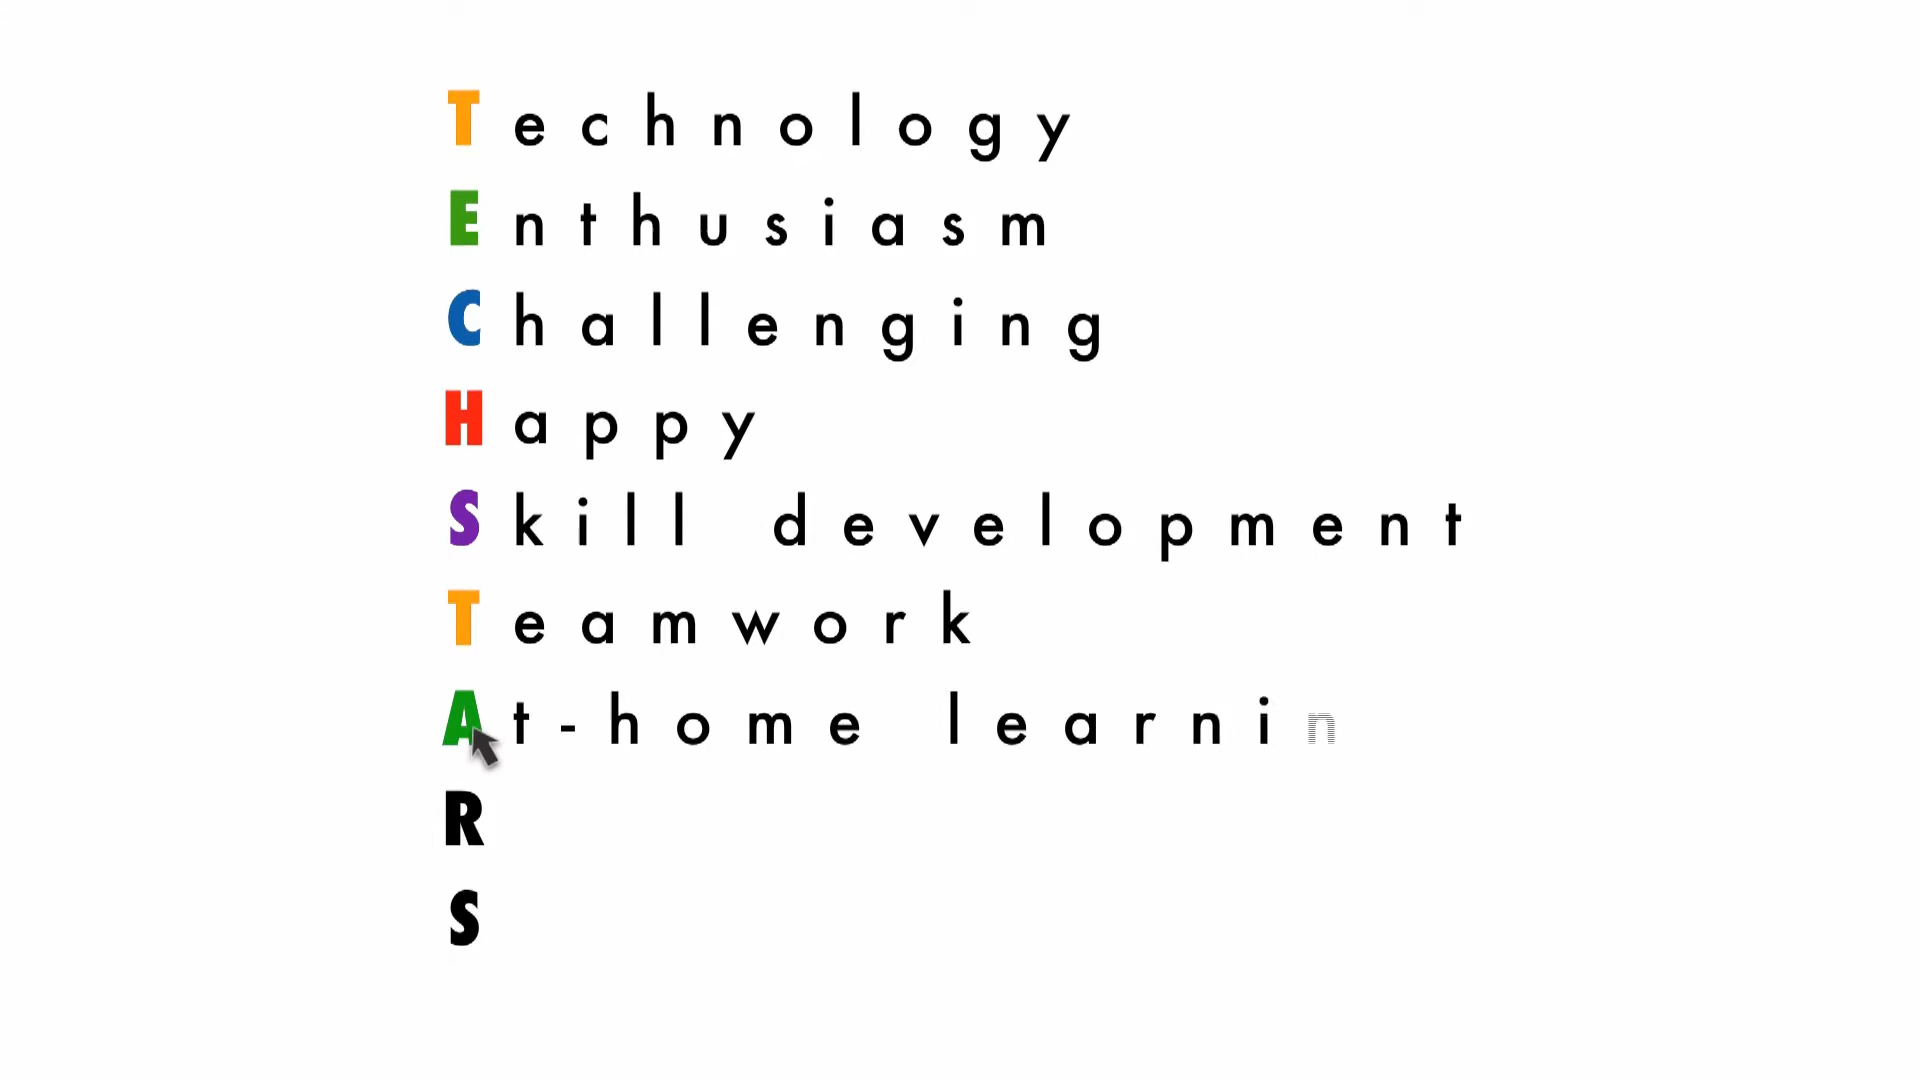 Technology
Enthusiasm
Challenging
Happy
Skill development
Teamwork
At-home learnin
R
S